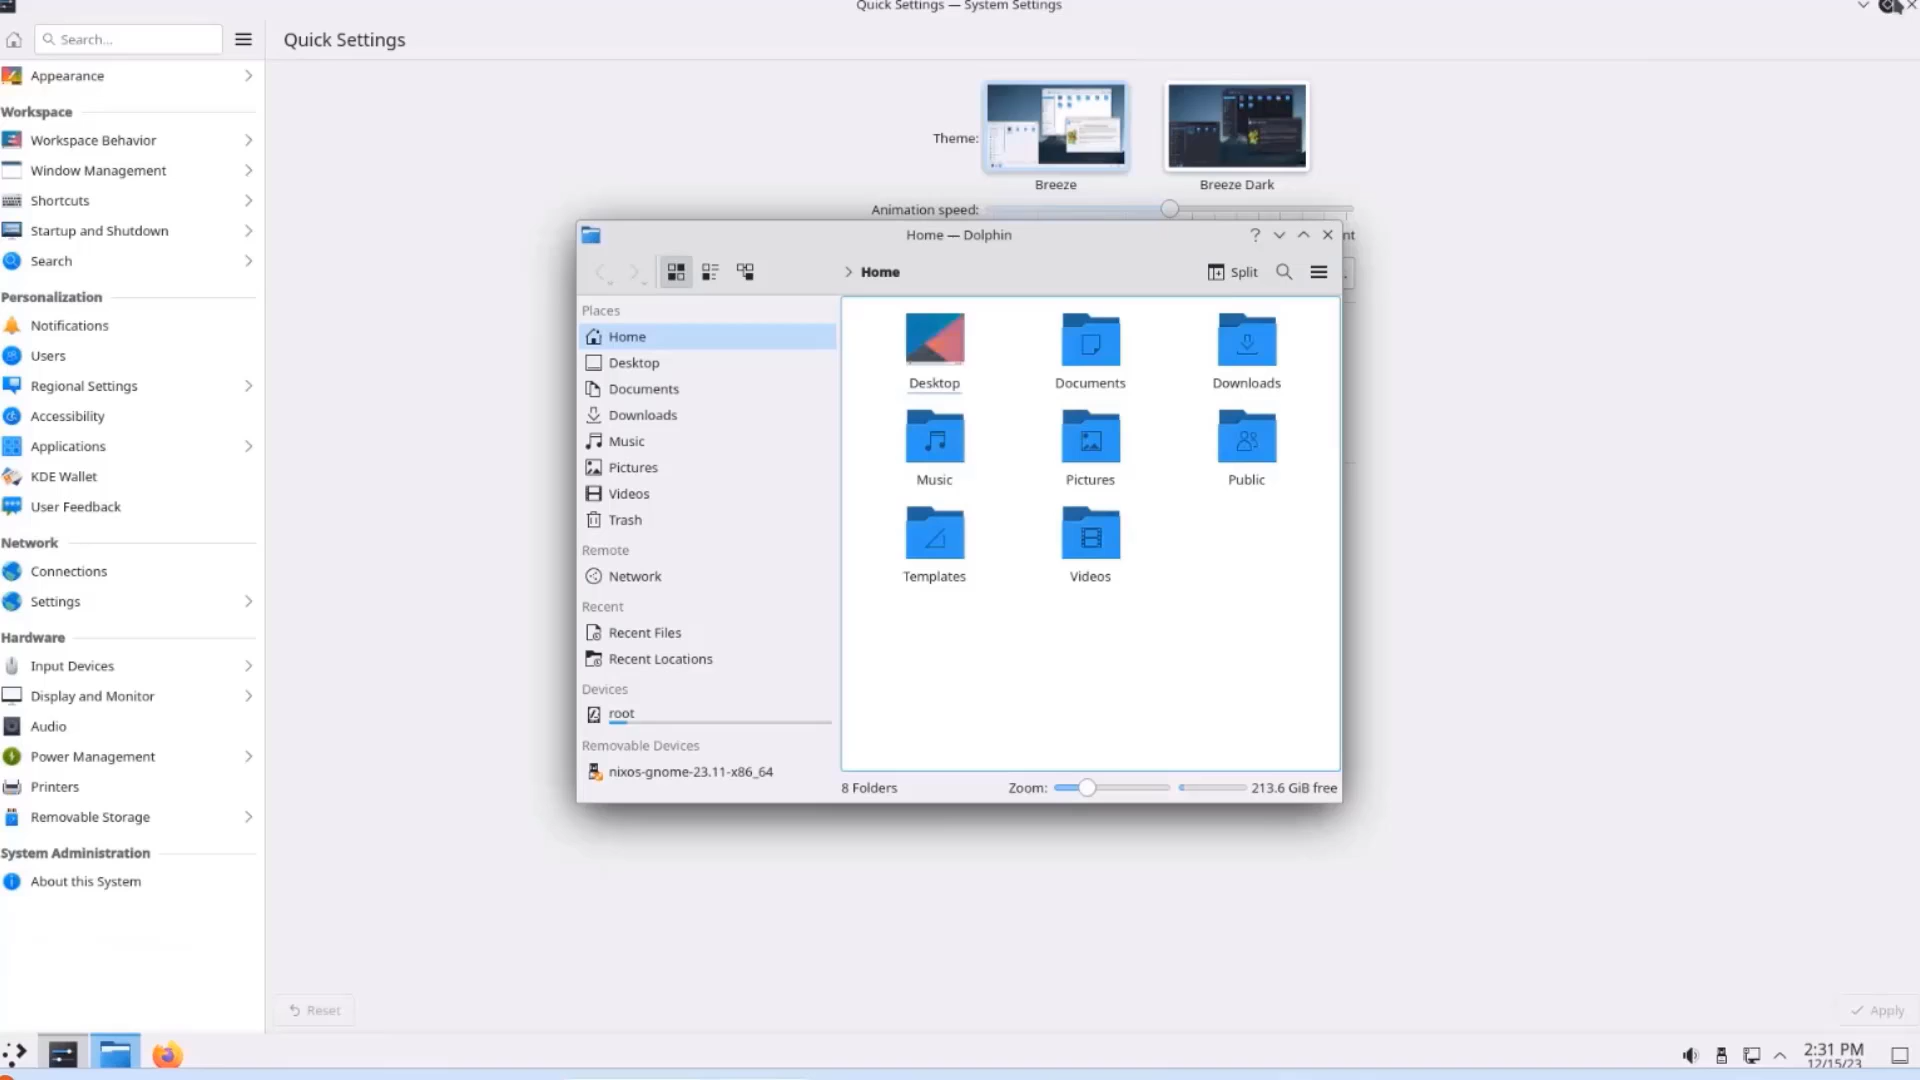 Quick Settings — System Settings
Search...
Quick Settings
Appearance
Workspace
Workspace Behavior
Window Management
Shortcuts
Startup and Shutdown
Search
Personalization
Notifications
Users
Regional Settings
Accessibility
Applications
KDE Wallet
User Feedback
Network
Connections
Settings
Hardware
Input Devices
Display and Monitor
Audio
Power Management
Printers
Removable Storage
System Administration
About this System
Theme:
Breeze
Breeze Dark
Animation speed:
nt
Home — Dolphin
Home
Split
Places
Home
Desktop
Documents
Downloads
Music
Pictures
Videos
Trash
Remote
Network
Recent
Recent Files
Recent Locations
Devices
root
Removable Devices
nixos-gnome-23.11-x86_64
Desktop
Documents
Downloads
Music
Pictures
Public
Templates
Videos
8 Folders
Zoom:
213.6 GiB free
Reset
Apply
2:31 PM
12/15/23